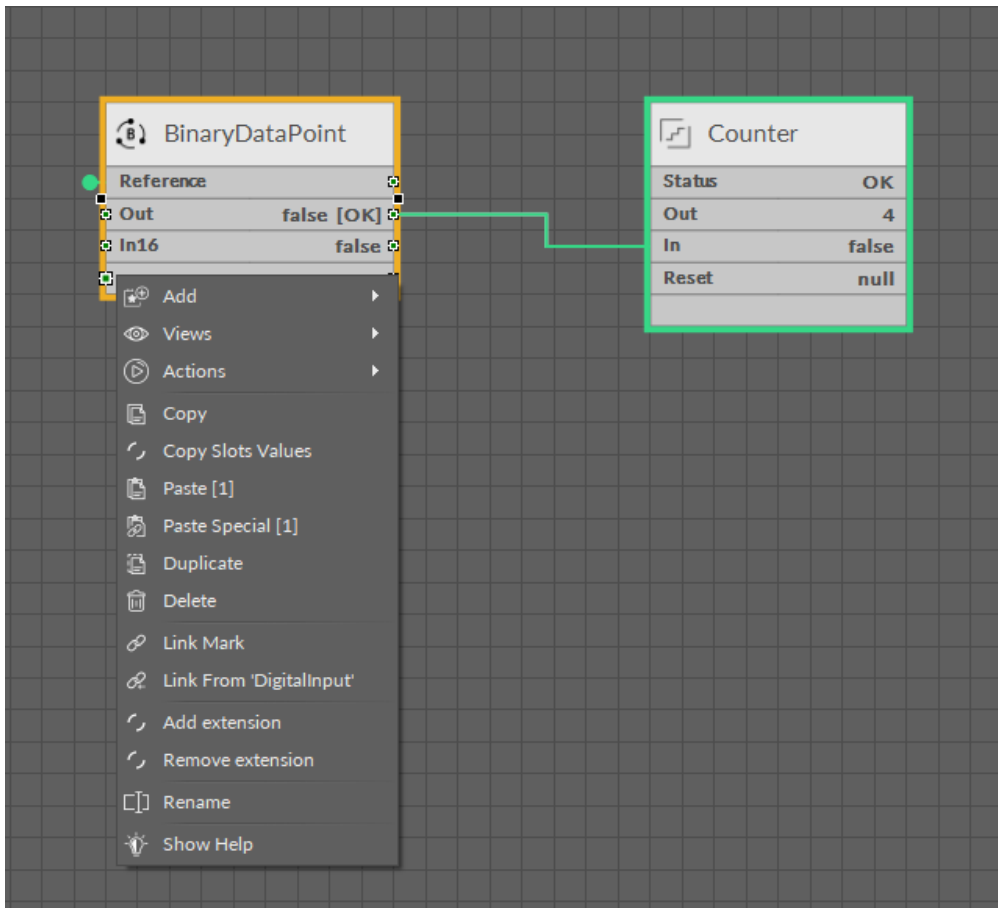 BinaryDataPoint
Reference
Out false [OK]
In16 false
Counter
Status OK
Out 4
In false
Reset null
Add
Views
Actions
Copy
Copy Slots Values
Paste [1]
Paste Special [1]
Duplicate
Delete
Link Mark
Link From 'DigitalInput'
Add extension
Remove extension
Rename
Show Help